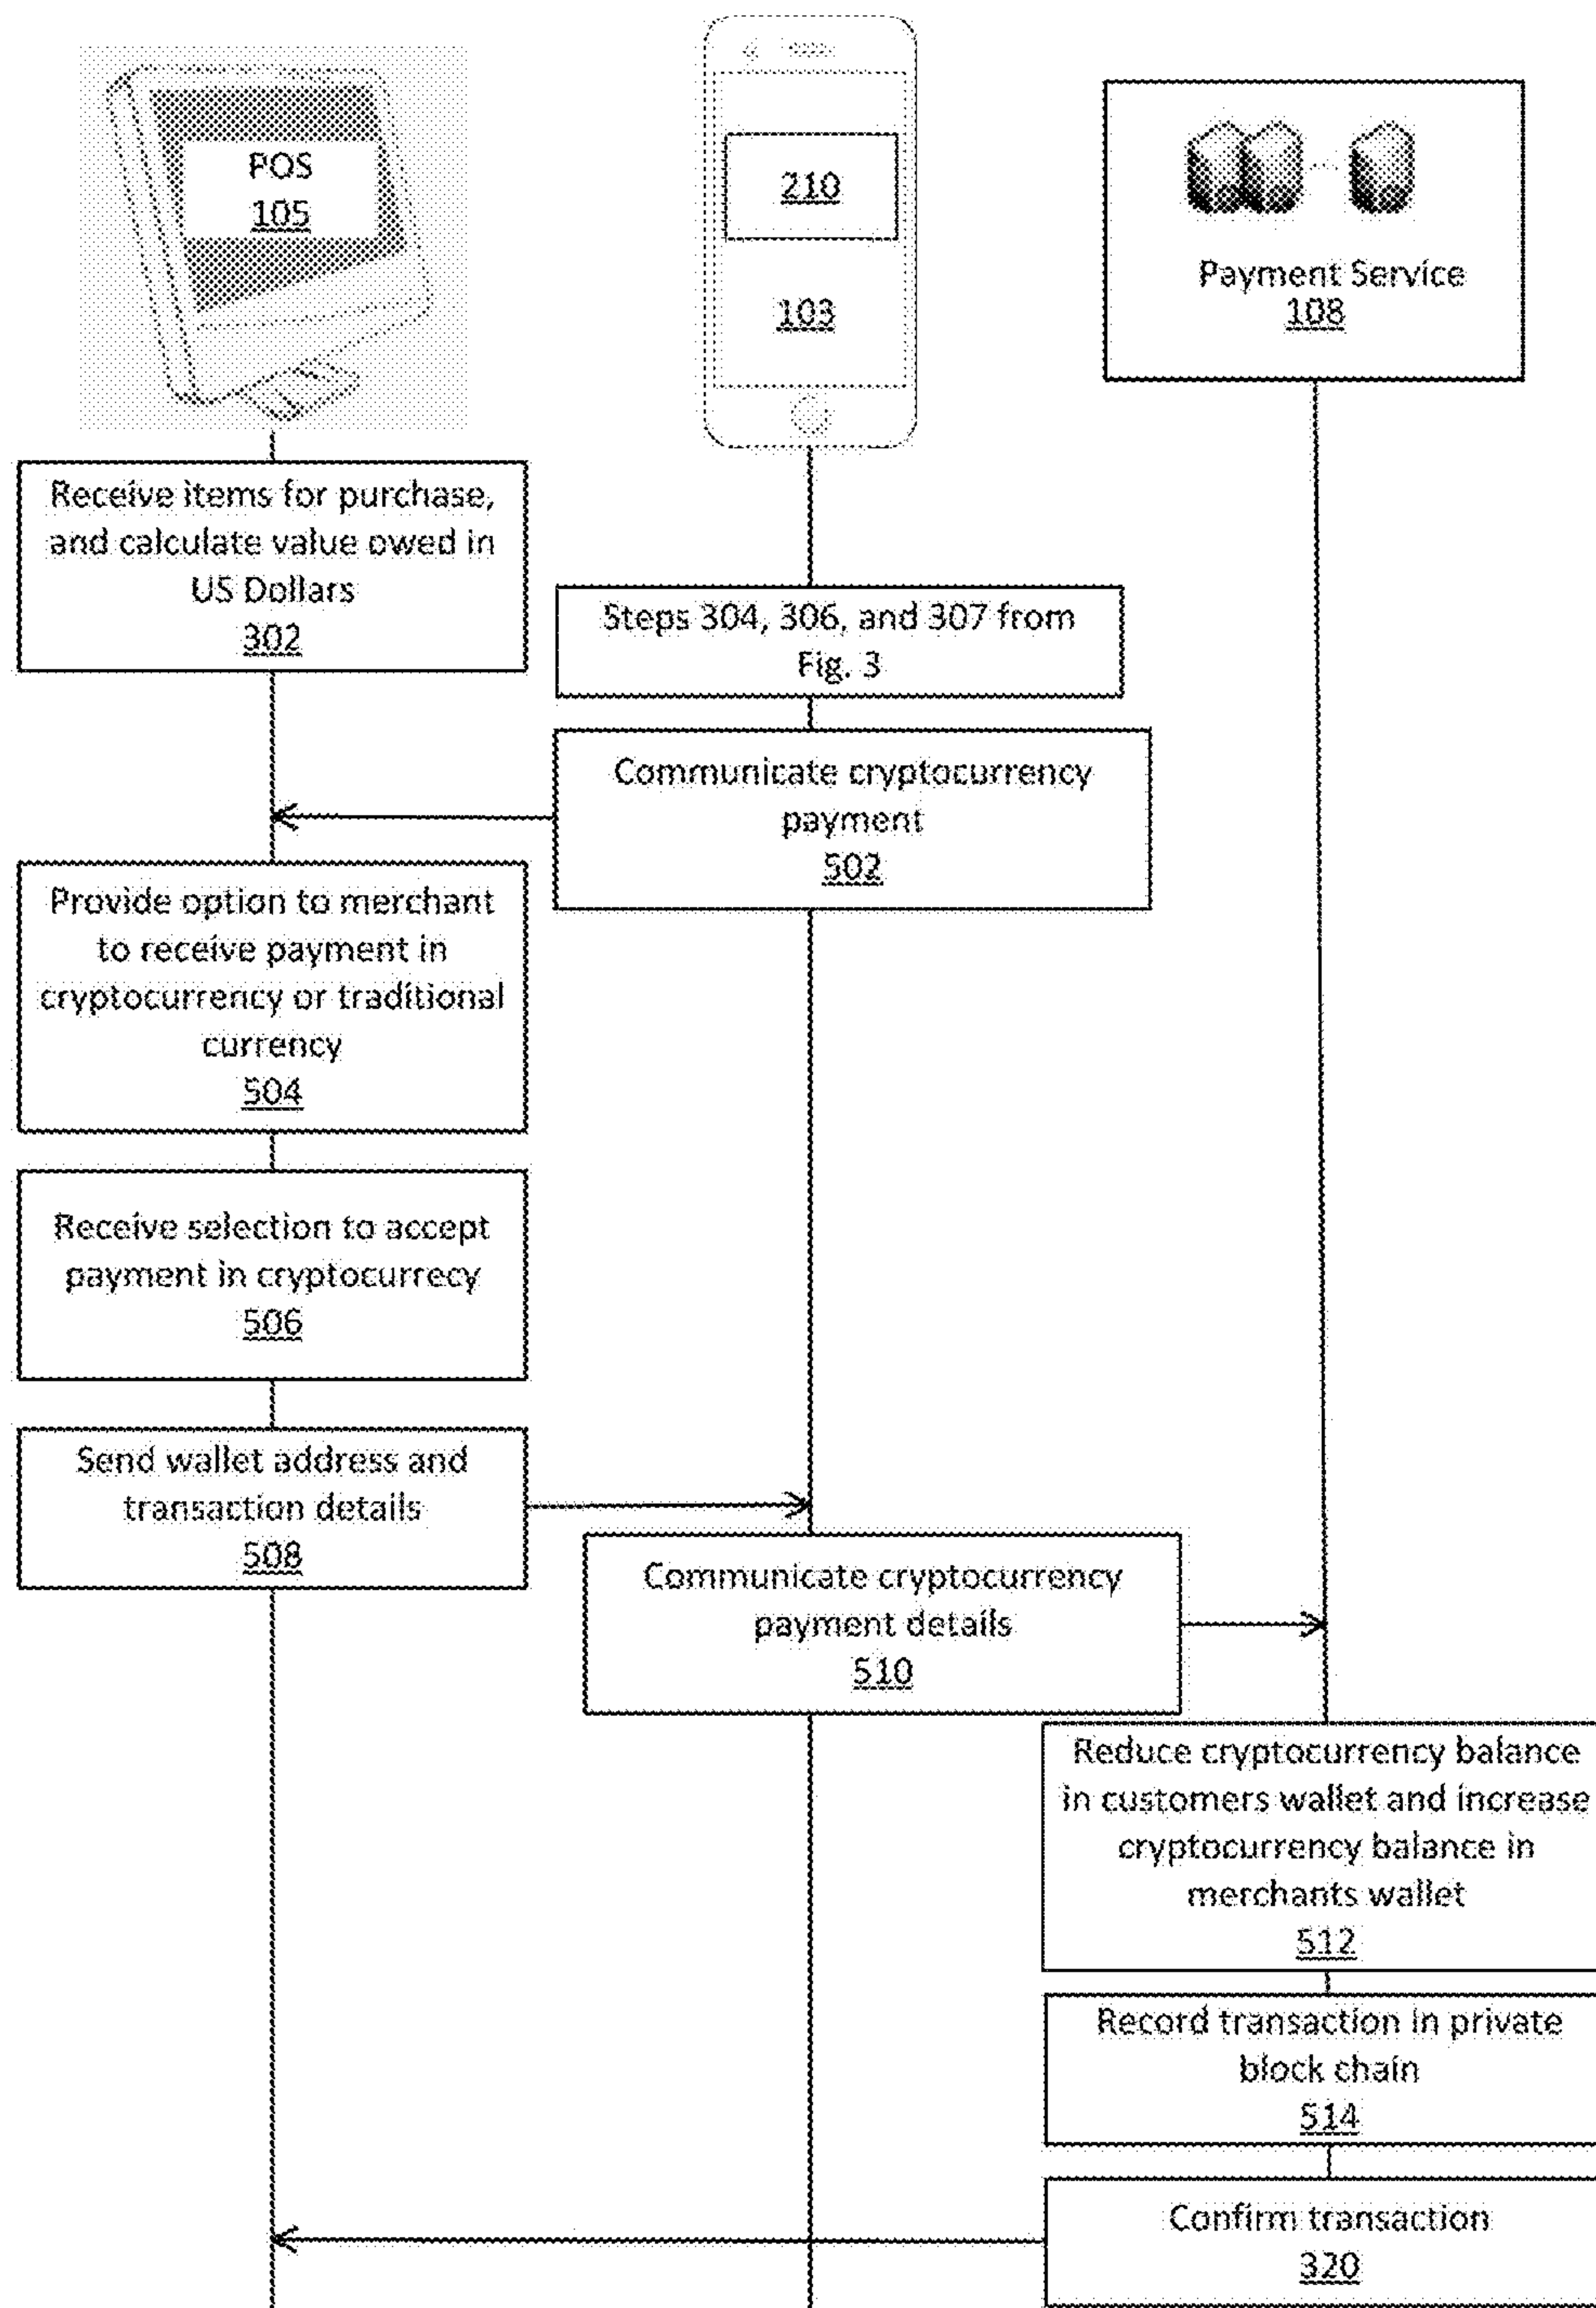 POS
105
210
103
Payment Service
108
Receive items for purchase,
and calculate value owed in
US Dollars
302
Steps 304, 306, and 307 from
Fig. 3
Communicate cryptocurrency
payment
502
Provide option to merchant
to receive payment in
cryptocurrency or traditional
currency
504
Receive selection to accept
payment in cryptocurrecy
506
Send wallet address and
transaction details
508
Communicate cryptocurrency
payment details
510
Reduce cryptocurrency balance
in customers wallet and increase
cryptocurrency balance in
merchants wallet
512
Record transaction in private
block chain
514
Confirm transaction
320